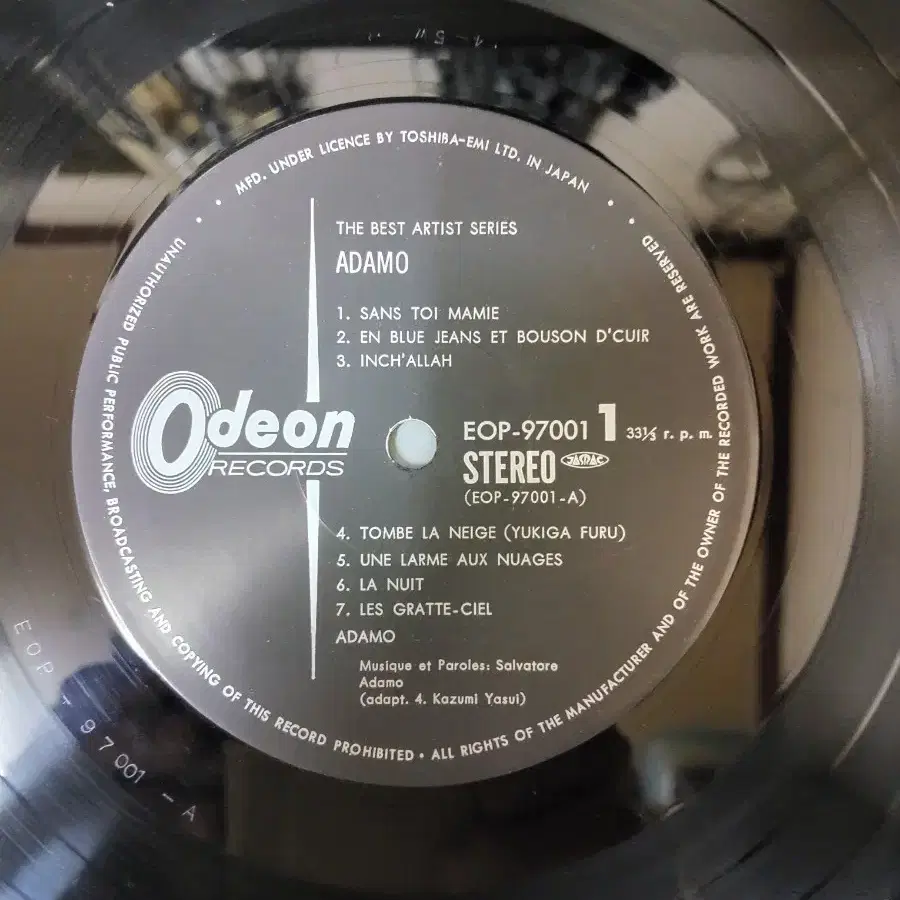 MFD. UNDER LICENCE BY TOSHIBA-EMI LTD. IN JAPAN
THE BEST ARTIST SERIES
ADAMO
1. SANS TOI MAMIE
2. EN BLUE JEANS ET BOUSON D'CUIR
3. INCH'ALLAH
Odeon
RECORDS
EOP-97001 1 33⅓ r. p. m.
STEREO JASRAC
(EOP-97001-A)
4. TOMBE LA NEIGE (YUKIGA FURU)
5. UNE LARME AUX NUAGES
6. LA NUIT
7. LES GRATTE-CIEL
ADAMO
Musique et Paroles: Salvatore
Adamo
(adapt. 4. Kazumi Yasui)
UNAUTHORIZED PUBLIC PERFORMANCE, BROADCASTING AND COPYING OF THIS RECORD PROHIBITED • ALL RIGHTS OF THE MANUFACTURER AND OF THE OWNER OF THE RECORDED WORK ARE RESERVED
EOP-97001-A